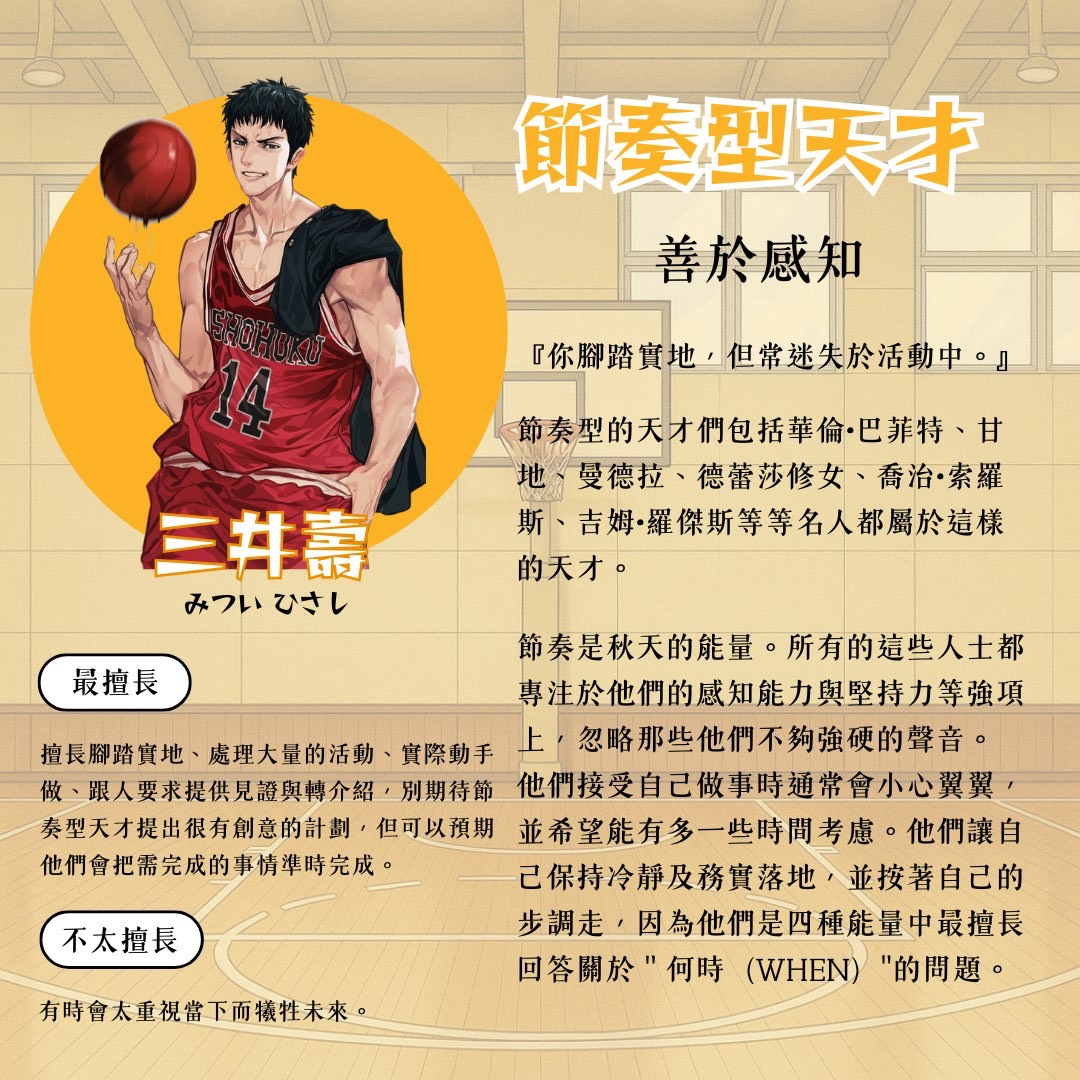 節奏型天才
善於感知
『你腳踏實地，但常迷失於活動中。』
節奏型的天才們包括華倫•巴菲特、甘
地、曼德拉、德蕾莎修女、喬治•索羅
斯、吉姆•羅傑斯等等名人都屬於這樣
的天才。
節奏是秋天的能量。所有的這些人士都
專注於他們的感知能力與堅持力等強項
上，忽略那些他們不夠強硬的聲音。
他們接受自己做事時通常會小心翼翼，
並希望能有多一些時間考慮。他們讓自
己保持冷靜及務實落地，並按著自己的
步調走，因為他們是四種能量中最擅長
回答關於＂何時（WHEN）＂的問題。
SHOHOKU
14
三井壽
みつい ひさし
最擅長
擅長腳踏實地、處理大量的活動、實際動手
做、跟人要求提供見證與轉介紹，別期待節
奏型天才提出很有創意的計劃，但可以預期
他們會把需完成的事情準時完成。
不太擅長
有時會太重視當下而犧牲未來。